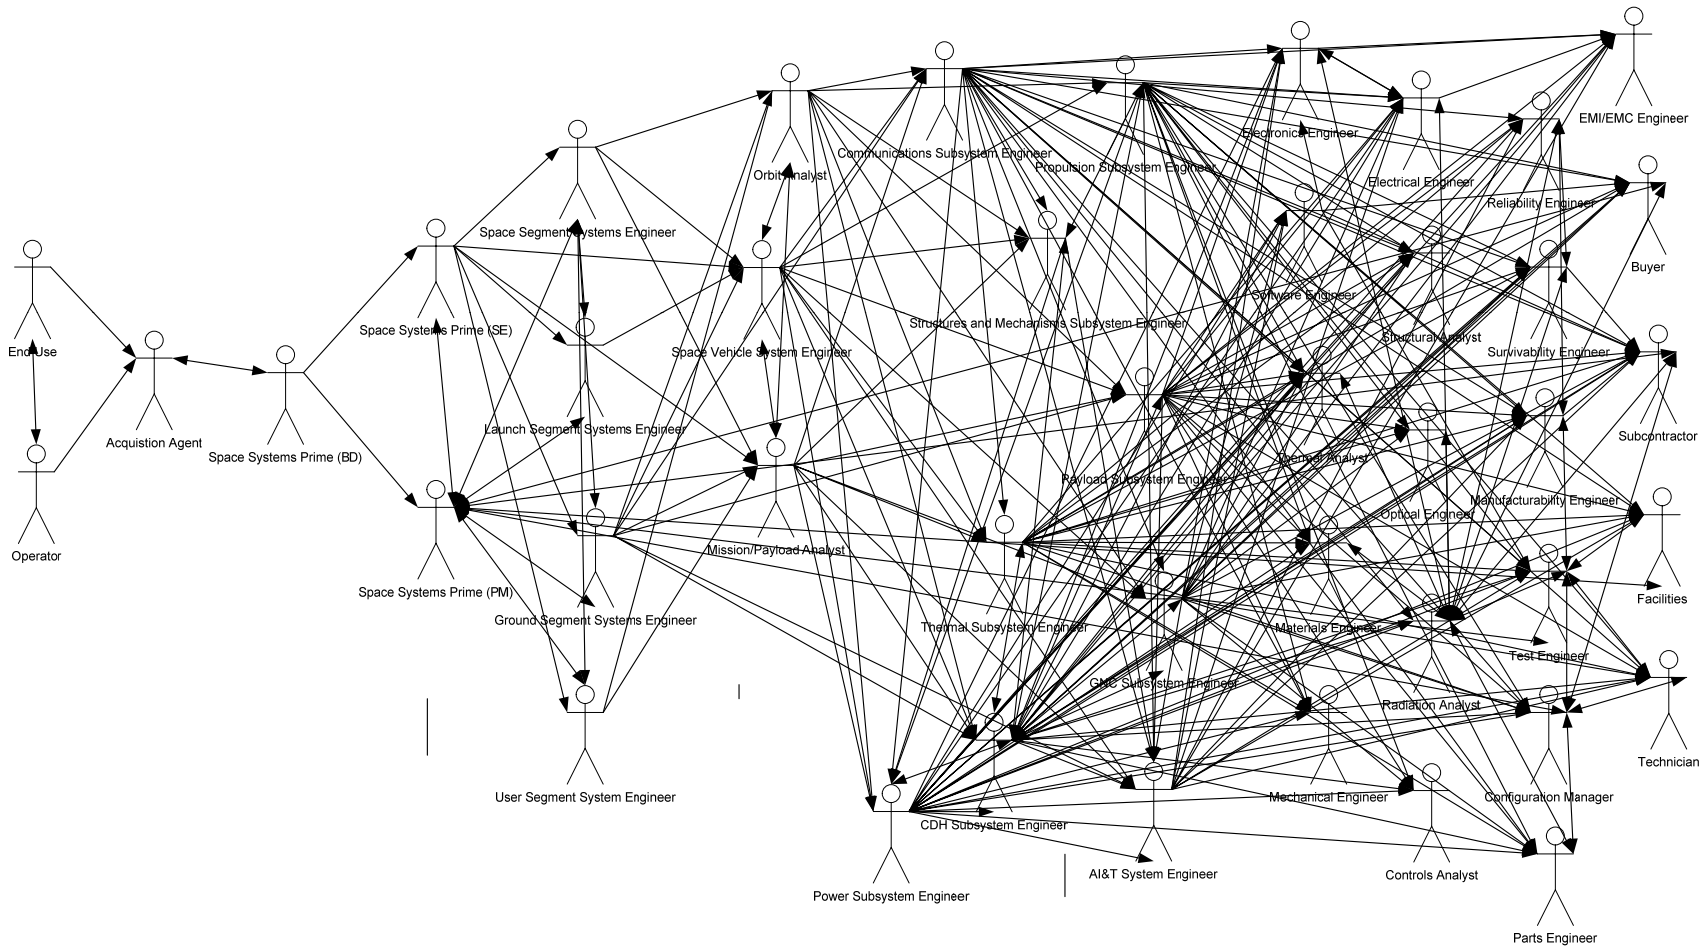 End Use
Operator
Acquistion Agent
Space Systems Prime (BD)
Space Systems Prime (SE)
Space Systems Prime (PM)
Space Segment Systems Engineer
Launch Segment Systems Engineer
Ground Segment Systems Engineer
User Segment System Engineer
Orbit Analyst
Space Vehicle System Engineer
Mission/Payload Analyst
Communications Subsystem Engineer
Propulsion Subsystem Engineer
Structures and Mechanisms Subsystem Engineer
Payload Subsystem Engineer
Thermal Subsystem Engineer
GNC Subsystem Engineer
CDH Subsystem Engineer
Power Subsystem Engineer
AI&T System Engineer
Electronics Engineer
Electrical Engineer
Reliability Engineer
Software Engineer
Structural Analyst
Survivability Engineer
Thermal Analyst
Optical Engineer
Manufacturability Engineer
Materials Engineer
Radiation Analyst
Test Engineer
Mechanical Engineer
Controls Analyst
Configuration Manager
Parts Engineer
EMI/EMC Engineer
Buyer
Subcontractor
Facilities
Technician